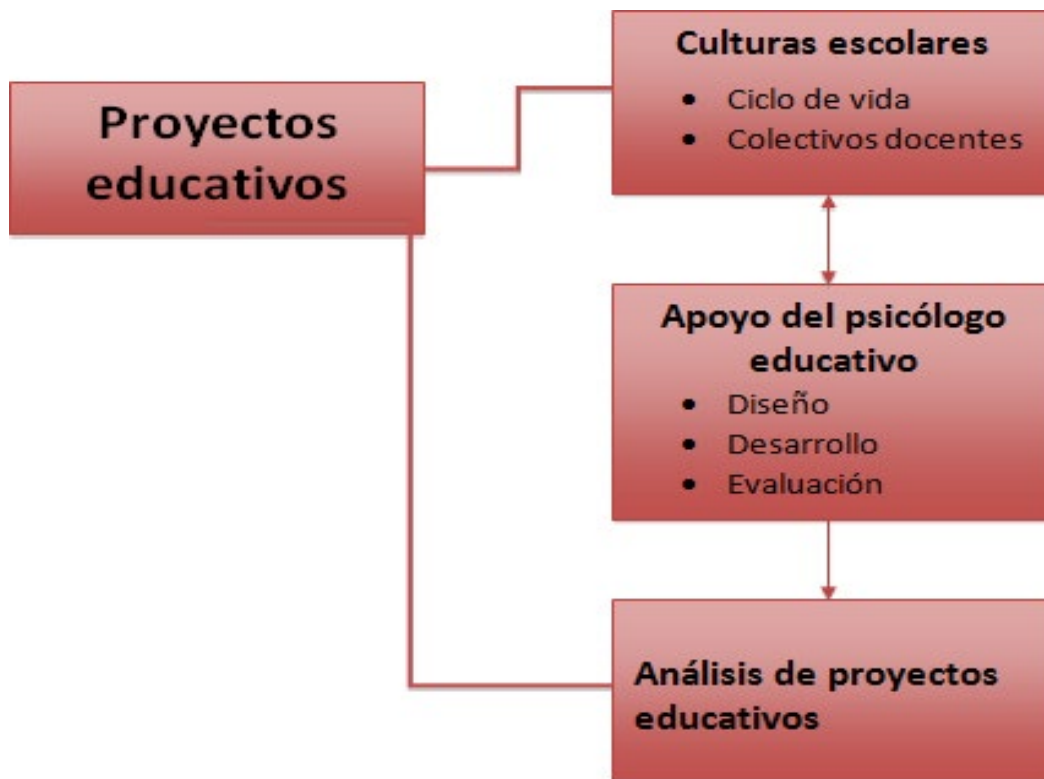 Proyectos
educativos
Culturas escolares
• Ciclo de vida
• Colectivos docentes
Apoyo del psicólogo
educativo
• Diseño
• Desarrollo
• Evaluación
Análisis de proyectos
educativos